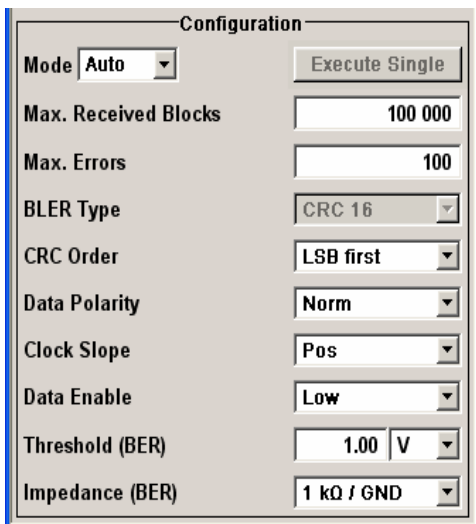 Configuration
Mode Auto Execute Single
Max. Received Blocks 100 000
Max. Errors 100
BLER Type CRC 16
CRC Order LSB first
Data Polarity Norm
Clock Slope Pos
Data Enable Low
Threshold (BER) 1.00 V
Impedance (BER) 1 kΩ / GND